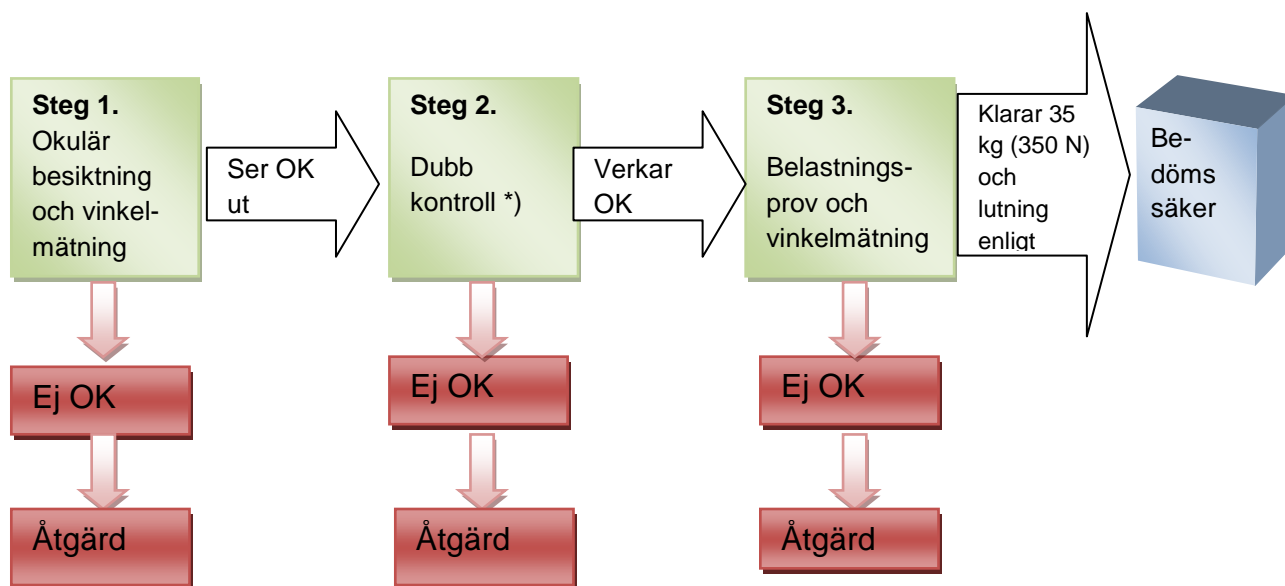 Steg 1.
Okulär
besiktning
och vinkel-
mätning
Ser OK
ut
Steg 2.
Dubb
kontroll *)
Verkar
OK
Steg 3.
Belastnings-
prov och
vinkelmätning
Klarar 35
kg (350 N)
och
lutning
enligt
Be-
döms
säker
Ej OK
Ej OK
Ej OK
Åtgärd
Åtgärd
Åtgärd